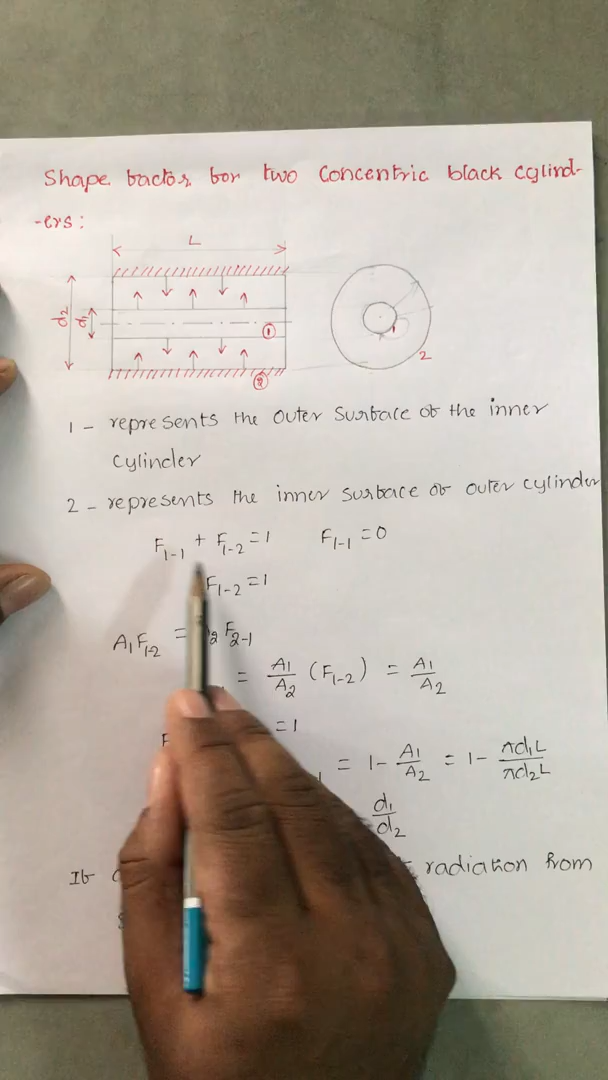 Shape factor for two concentric black cylind-
-ers:
L
d2
d1
1
2
1
2
1 - represents the outer surface of the inner
cylinder
2 - represents the inner surface of outer cylinder
F1-1 + F1-2 = 1 F1-1 = 0
F1-2 = 1
A1 F1-2 = 2 F2-1
= A1/A2 (F1-2) = A1/A2
= 1
= 1 - A1/A2 = 1 - πd1L/πd2L
d1/d2
If radiation from